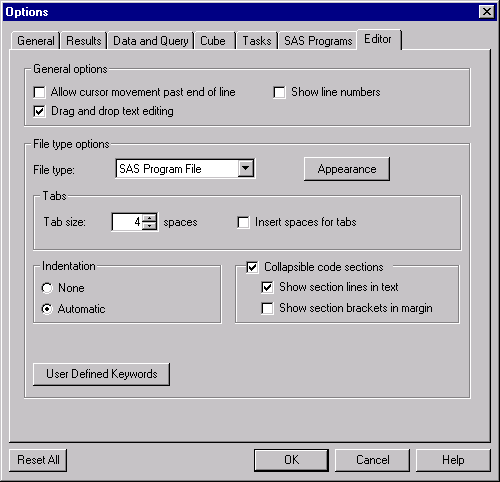 Options
General Results Data and Query Cube Tasks SAS Programs Editor
General options
Allow cursor movement past end of line Show line numbers
Drag and drop text editing
File type options
File type: SAS Program File Appearance
Tabs
Tab size: 4 spaces Insert spaces for tabs
Indentation Collapsible code sections
None Show section lines in text
Automatic Show section brackets in margin
User Defined Keywords
Reset All OK Cancel Help